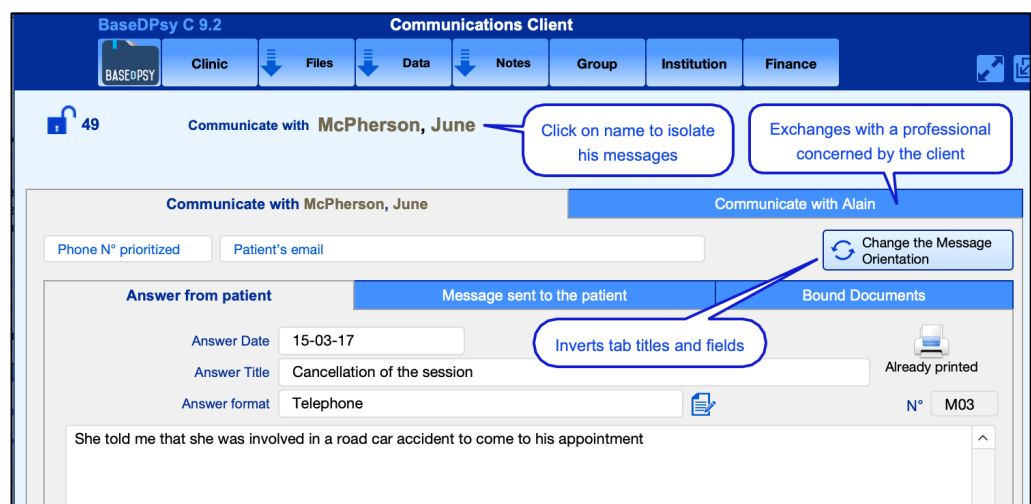 BaseDPsy C 9.2 Communications Client
BASEDPSY Clinic Files Data Notes Group Institution Finance
49 Communicate with McPherson, June
Click on name to isolate
his messages
Exchanges with a professional
concerned by the client
Communicate with McPherson, June Communicate with Alain
Phone N° prioritized Patient's email
Change the Message
Orientation
Answer from patient Message sent to the patient Bound Documents
Answer Date 15-03-17
Inverts tab titles and fields
Answer Title Cancellation of the session
Already printed
Answer format Telephone
N° M03
She told me that she was involved in a road car accident to come to his appointment